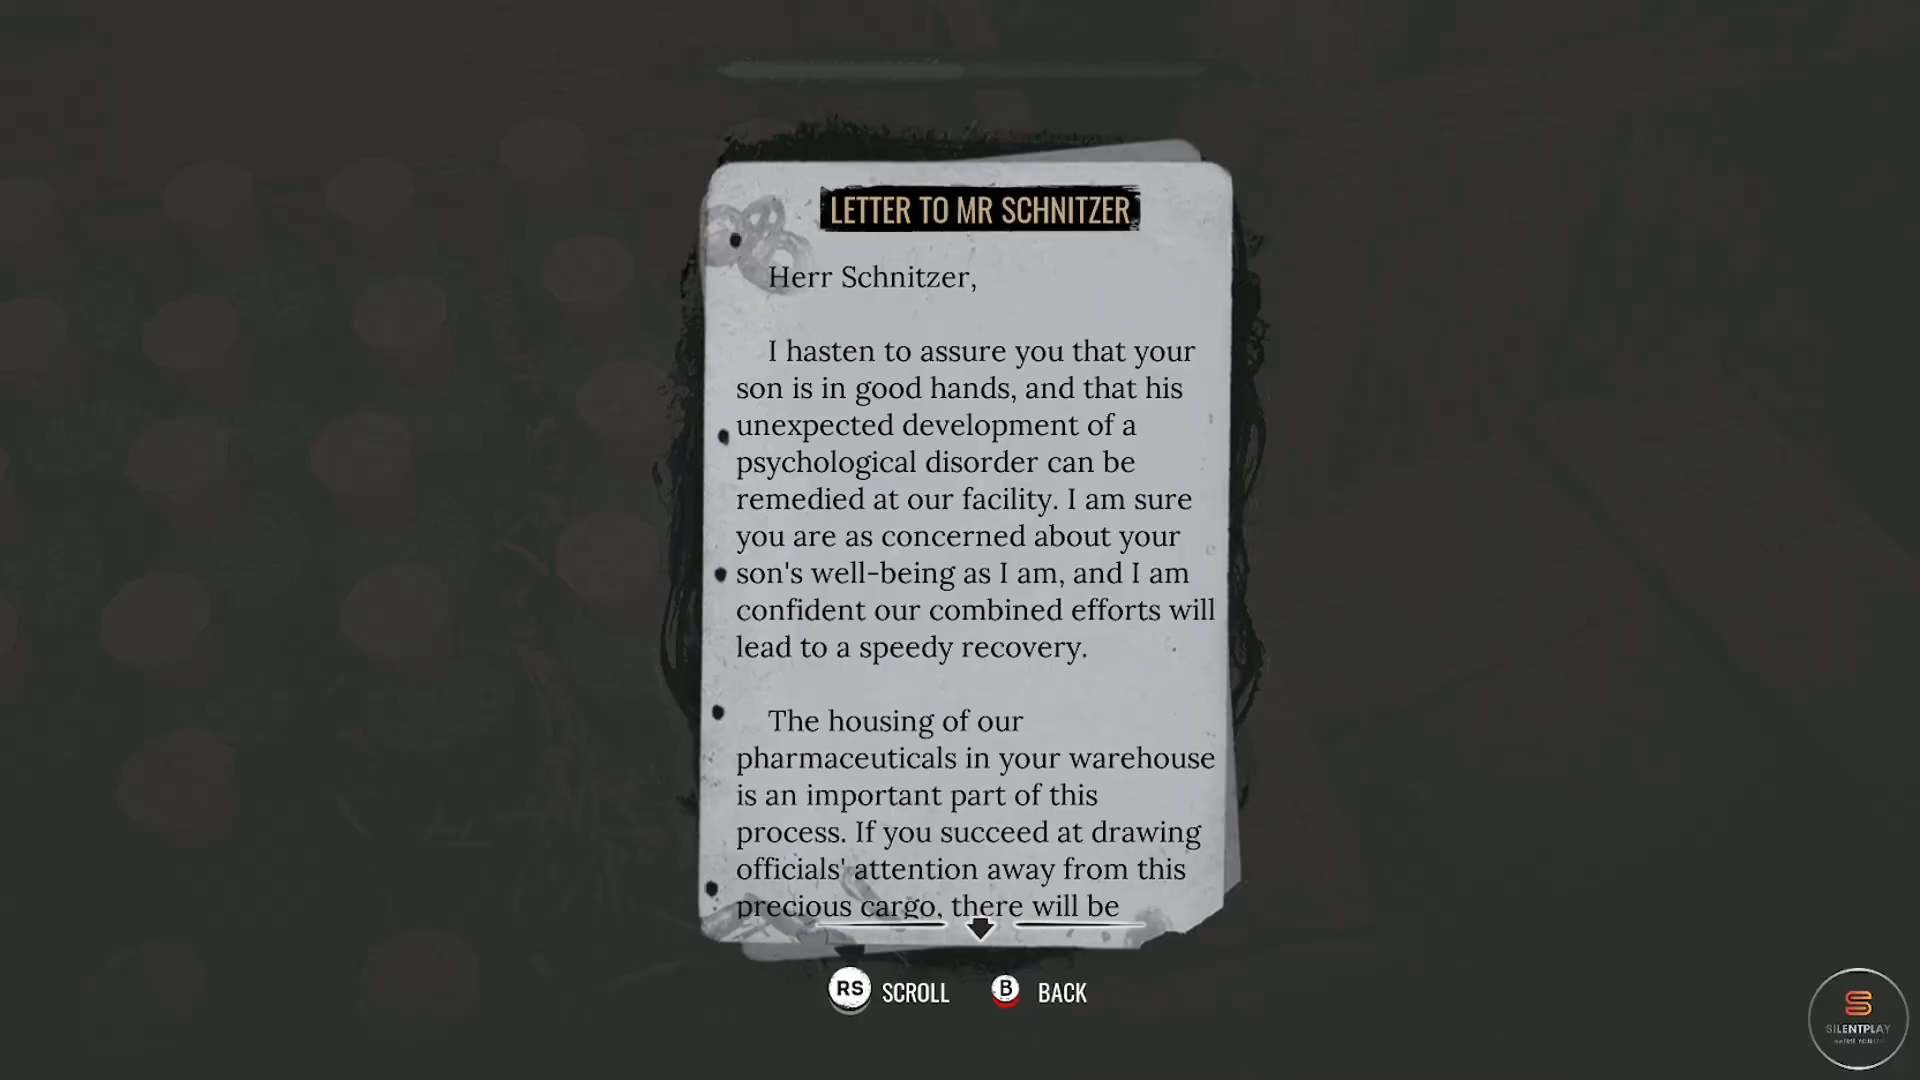 LETTER TO MR SCHNITZER
Herr Schnitzer,
I hasten to assure you that your
son is in good hands, and that his
unexpected development of a
psychological disorder can be
remedied at our facility. I am sure
you are as concerned about your
son's well-being as I am, and I am
confident our combined efforts will
lead to a speedy recovery.
The housing of our
pharmaceuticals in your warehouse
is an important part of this
process. If you succeed at drawing
officials' attention away from this
precious cargo, there will be
RS SCROLL B BACK
SILENTPLAY